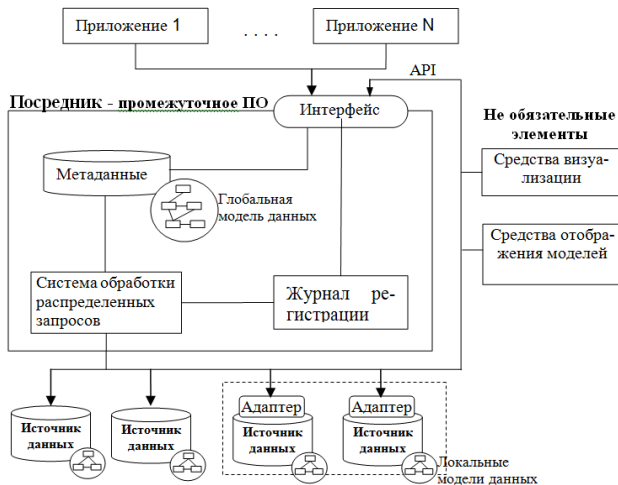 Приложение 1
. . . .
Приложение N
API
Посредник - промежуточное ПО
Интерфейс
Не обязательные
элементы
Метаданные
Средства визуа-
лизации
Глобальная
модель данных
Средства отобра-
жения моделей
Система обработки
распределенных
запросов
Журнал ре-
гистрации
Адаптер
Адаптер
Источник
данных
Источник
данных
Источник
данных
Источник
данных
Локальные
модели данных